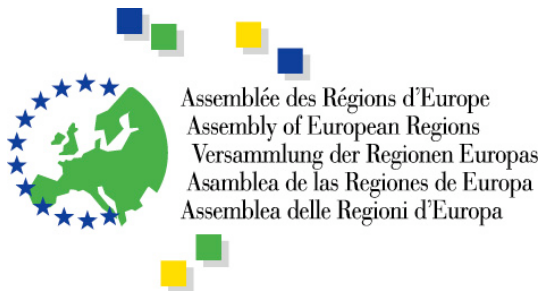 Assemblée des Régions d'Europe
Assembly of European Regions
Versammlung der Regionen Europas
Asamblea de las Regiones de Europa
Assemblea delle Regioni d'Europa